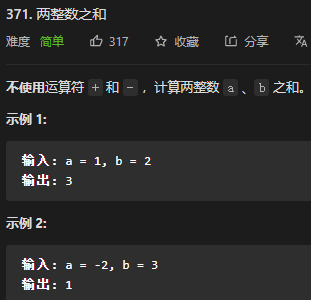 371. 两整数之和
难度 简单 317 收藏 分享
不使用运算符 + 和 - ，计算两整数 a 、b 之和。
示例 1:
输入: a = 1, b = 2
输出: 3
示例 2:
输入: a = -2, b = 3
输出: 1